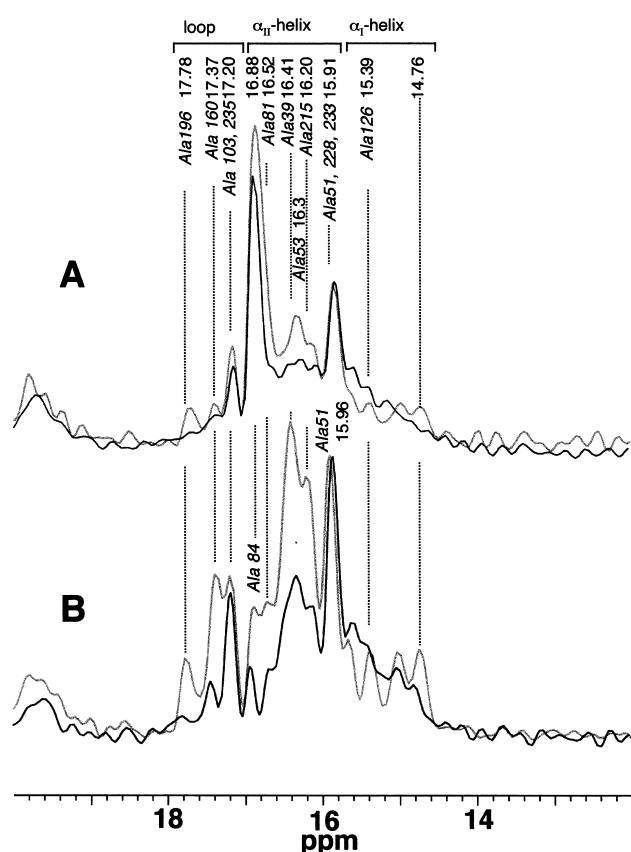 loop α_II-helix α_I-helix
Ala196 17.78
Ala 160 17.37
Ala 103, 235 17.20
16.88
Ala81 16.52
Ala39 16.41
Ala53 16.3
Ala215 16.20
Ala51, 228, 233 15.91
Ala126 15.39
14.76
A
Ala51
15.96
Ala 84
B
18 16 14
ppm